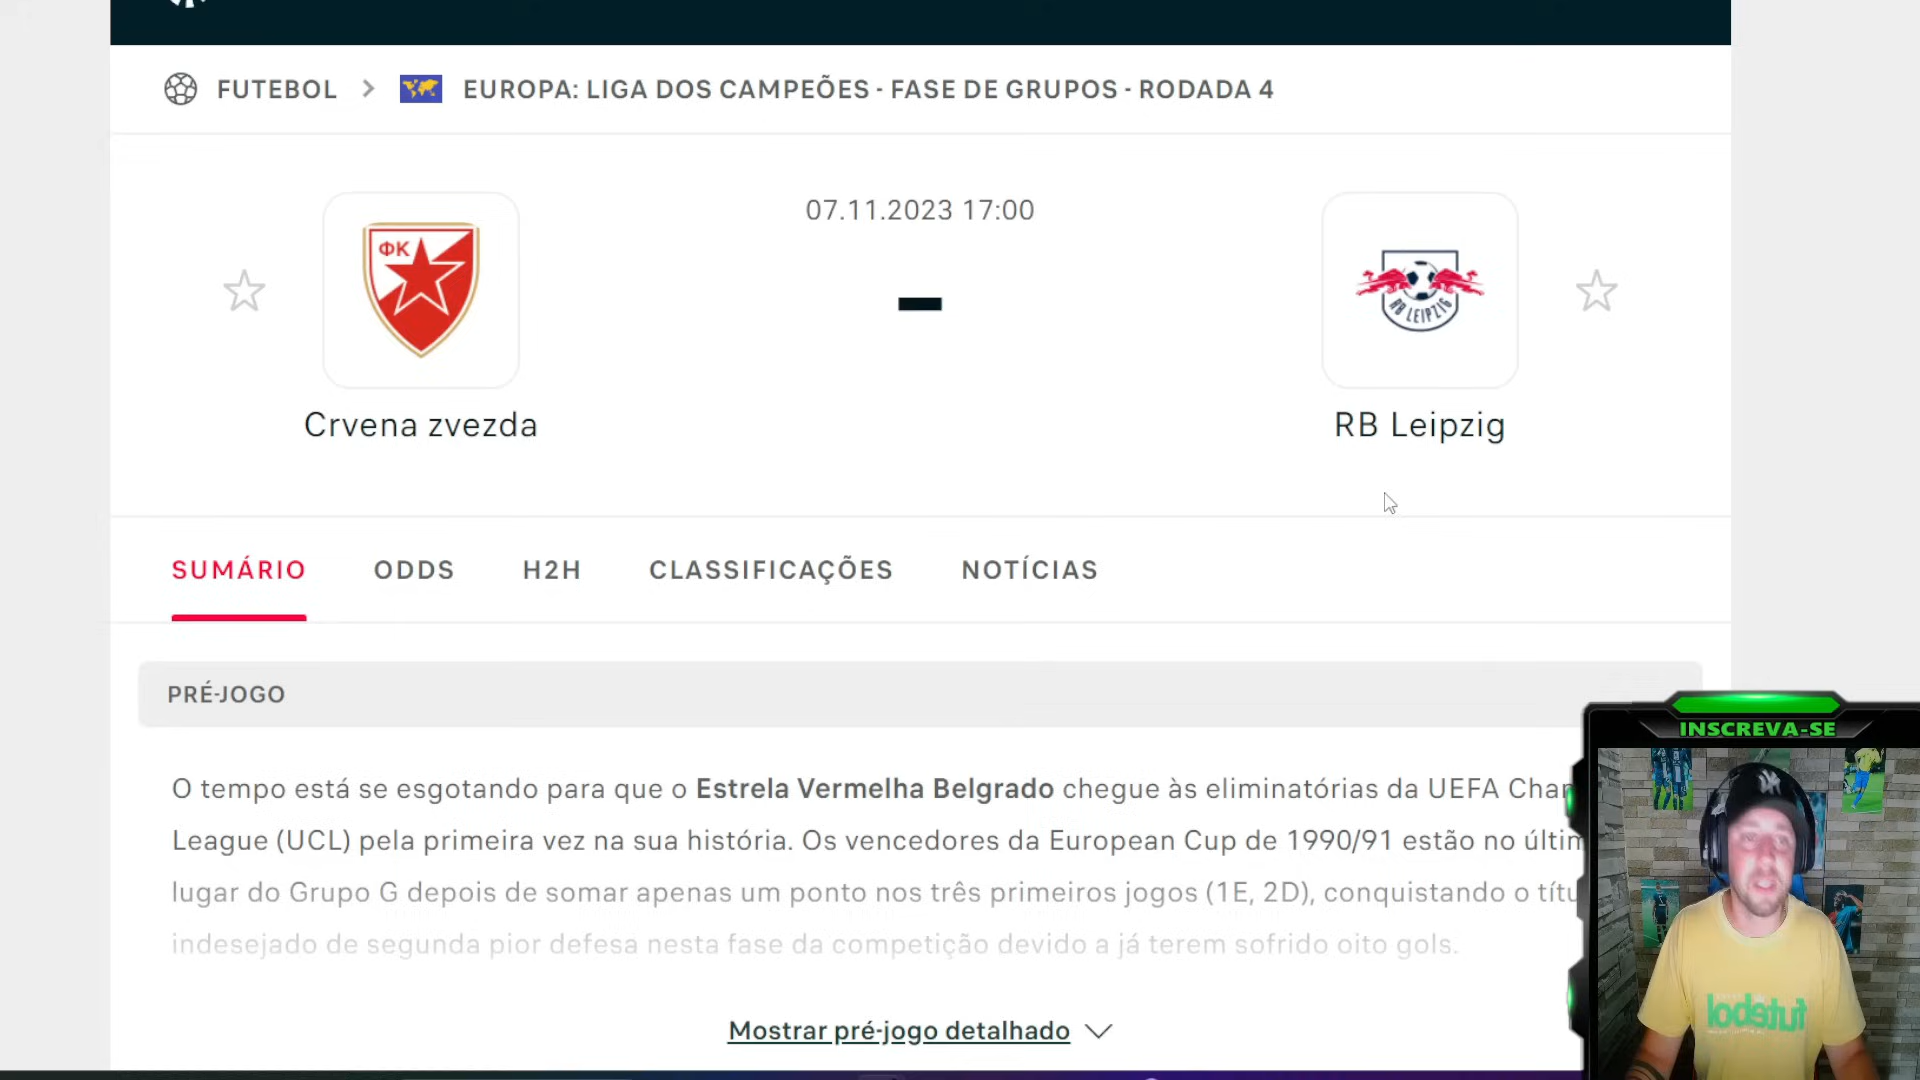 FUTEBOL > EUROPA: LIGA DOS CAMPEÕES - FASE DE GRUPOS - RODADA 4
07.11.2023 17:00
ФК
RB LEIPZIG
Crvena zvezda
RB Leipzig
SUMÁRIO ODDS H2H CLASSIFICAÇÕES NOTÍCIAS
PRÉ-JOGO
INSCREVA-SE
O tempo está se esgotando para que o Estrela Vermelha Belgrado chegue às eliminatórias da UEFA Cha
League (UCL) pela primeira vez na sua história. Os vencedores da European Cup de 1990/91 estão no últi
lugar do Grupo G depois de somar apenas um ponto nos três primeiros jogos (1E, 2D), conquistando o títu
indesejado de segunda pior defesa nesta fase da competição devido a já terem sofrido oito gols.
Mostrar pré-jogo detalhado